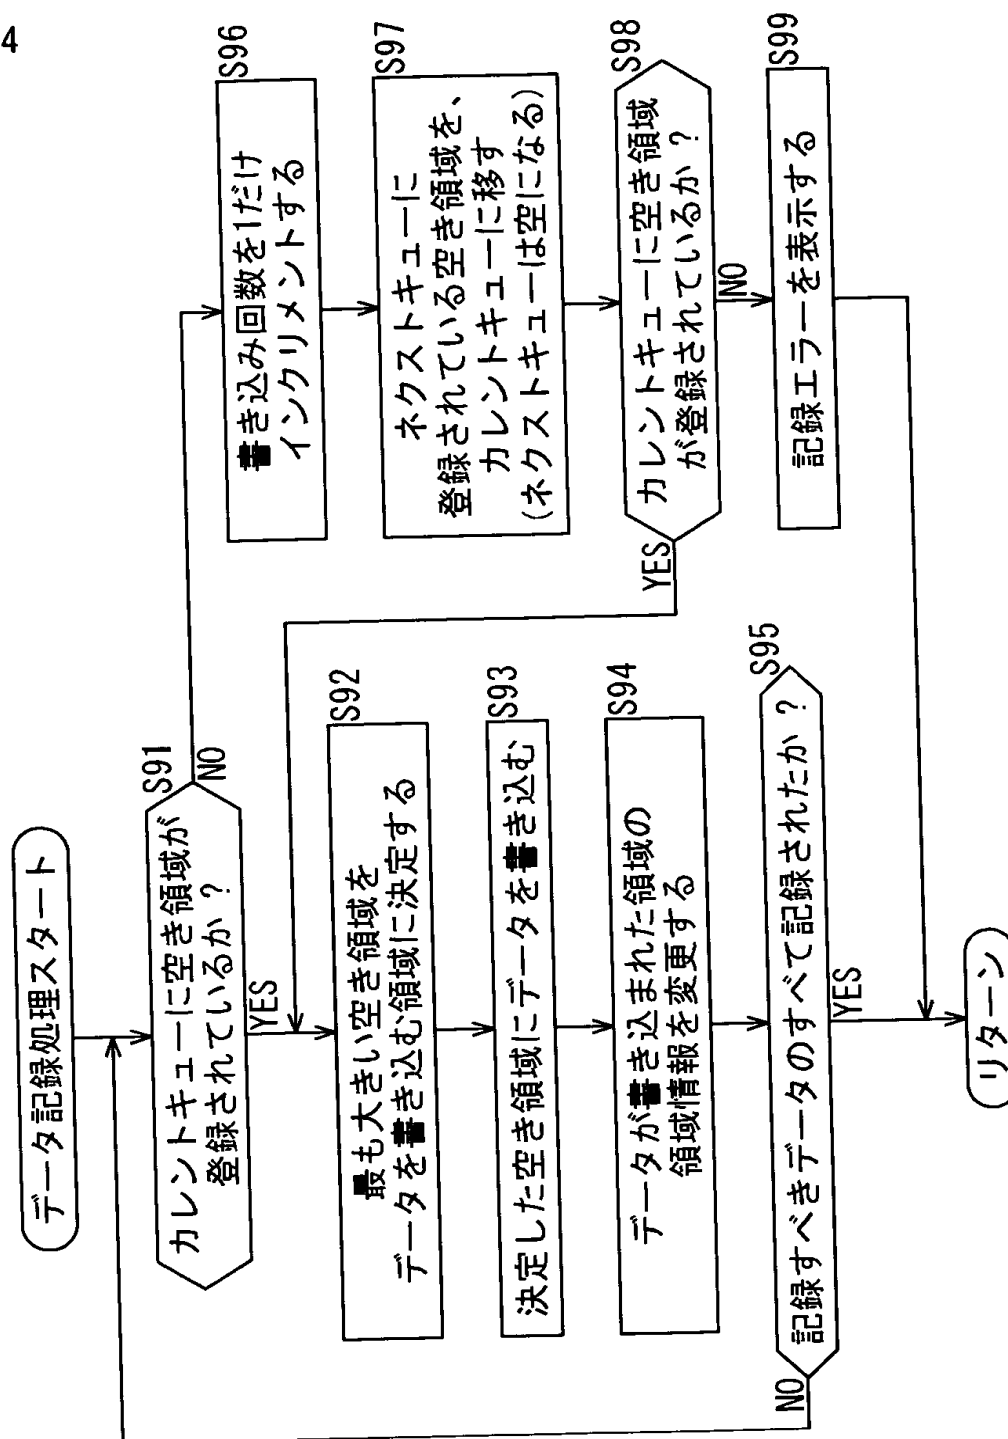 4
データ記録処理スタート
S91
カレントキューに空き領域が
登録されているか？
NO
YES
S92
最も大きい空き領域を
データを書き込む領域に決定する
S93
決定した空き領域にデータを書き込む
S94
データが書き込まれた領域の
領域情報を変更する
S95
記録すべきデータのすべて記録されたか？
NO
YES
リターン
S96
書き込み回数を1だけ
インクリメントする
S97
ネクストキューに
登録されている空き領域を、
カレントキューに移す
(ネクストキューは空になる)
S98
カレントキューに空き領域
が登録されているか？
YES
NO
S99
記録エラーを表示する